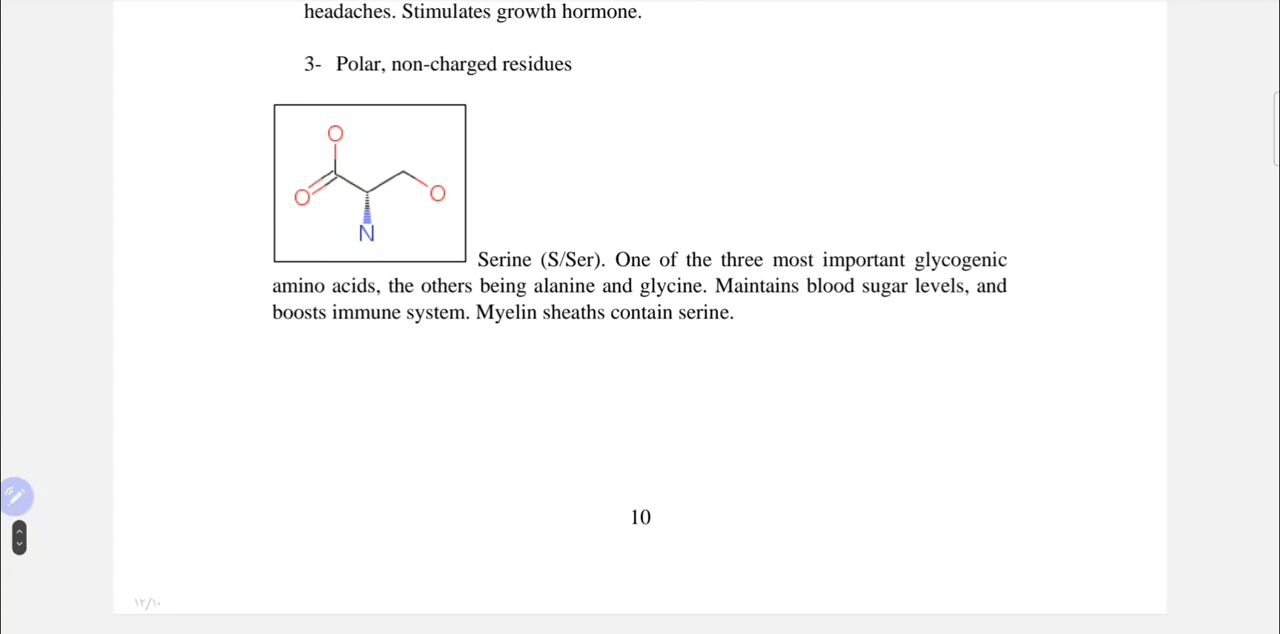 headaches. Stimulates growth hormone.
3- Polar, non-charged residues
O
O
O
N
Serine (S/Ser). One of the three most important glycogenic
amino acids, the others being alanine and glycine. Maintains blood sugar levels, and
boosts immune system. Myelin sheaths contain serine.
10
١٢/١٠